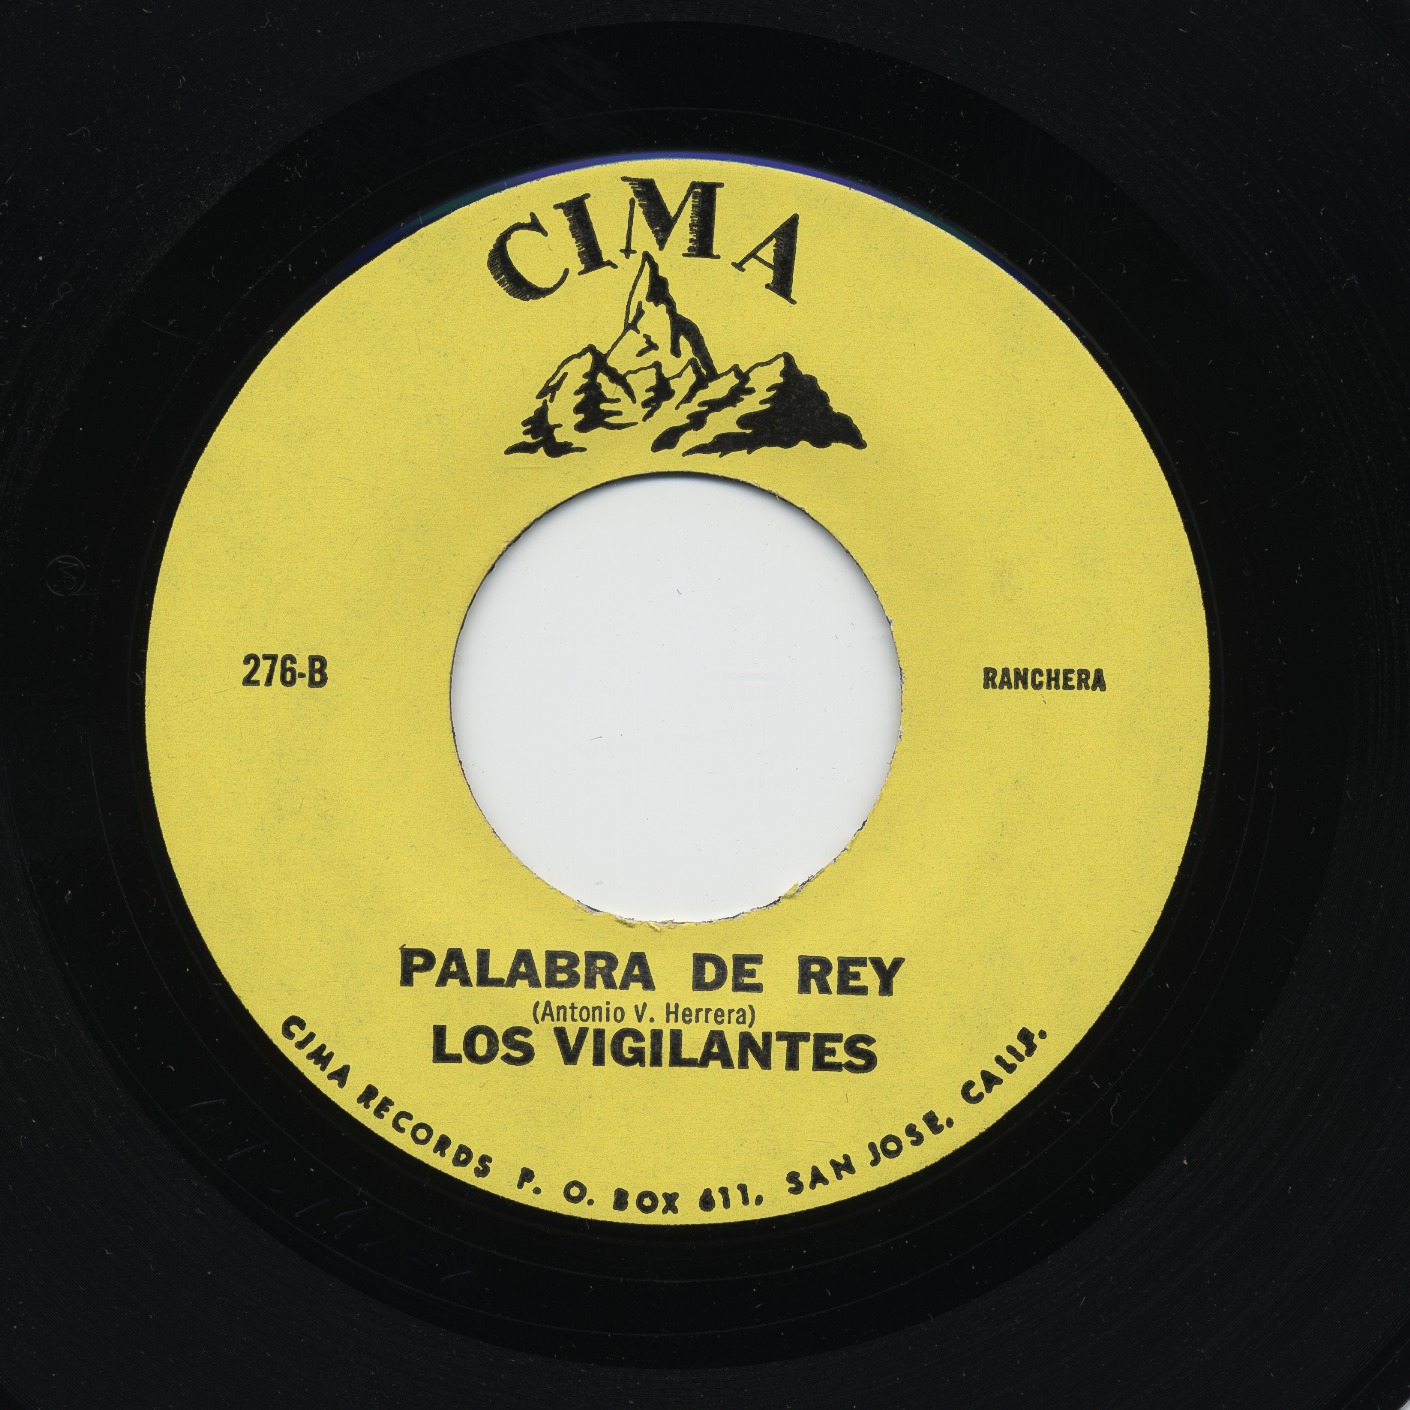 CIMA
276-B
RANCHERA
PALABRA DE REY
(Antonio V. Herrera)
LOS VIGILANTES
CIMA RECORDS P. O. BOX 611, SAN JOSE, CALIF.